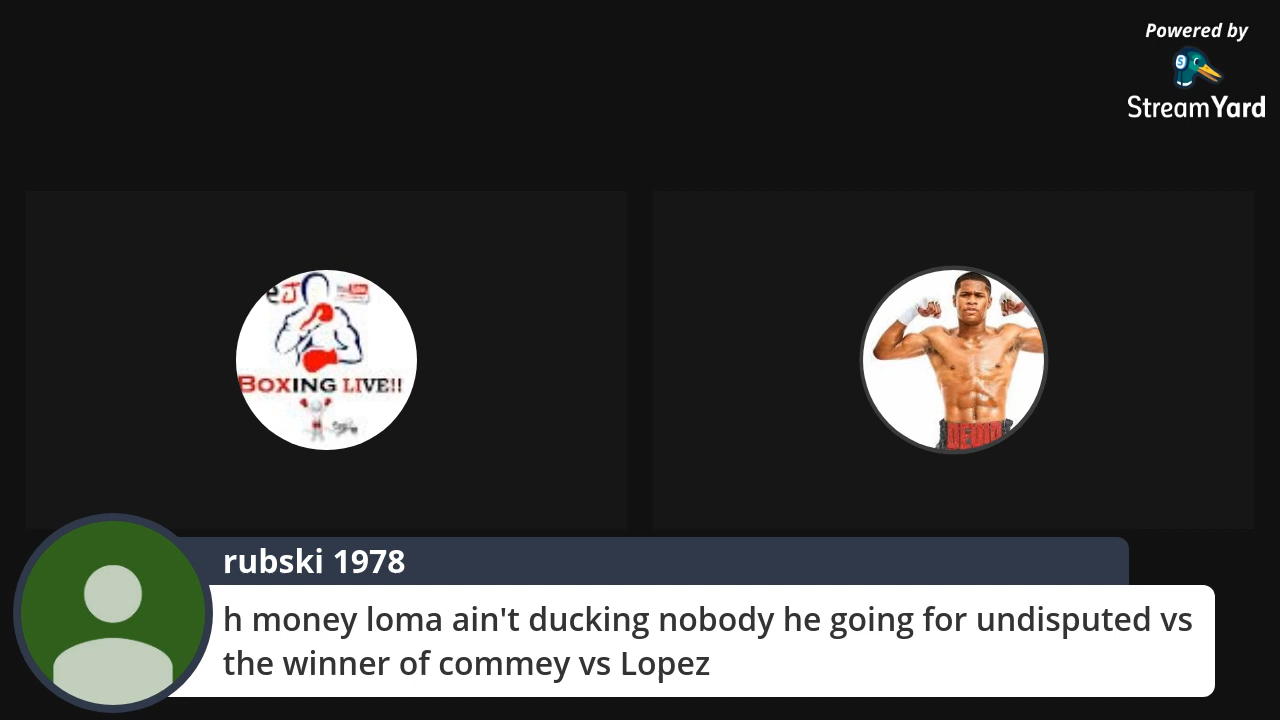 Powered by
StreamYard
eJ
BOXING LIVE!!
rubski 1978
h money loma ain't ducking nobody he going for undisputed vs
the winner of commey vs Lopez